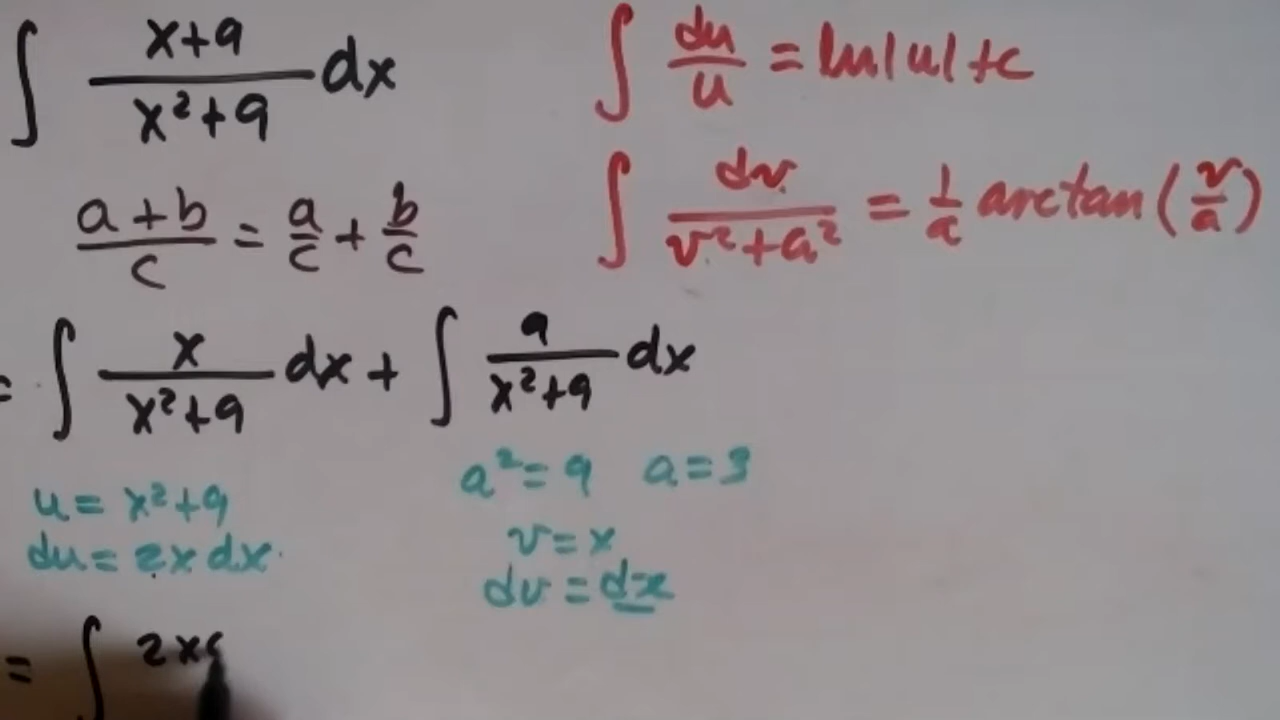 ∫ x+9 / x²+9 dx
∫ du/u = ln|u| + c
∫ dv / v²+a² = 1/a arctan(v/a)
a+b / c = a/c + b/c
= ∫ x / x²+9 dx + ∫ 9 / x²+9 dx
u = x²+9
du = 2x dx
a² = 9 a = 3
v = x
dv = dx
= ∫ 2x